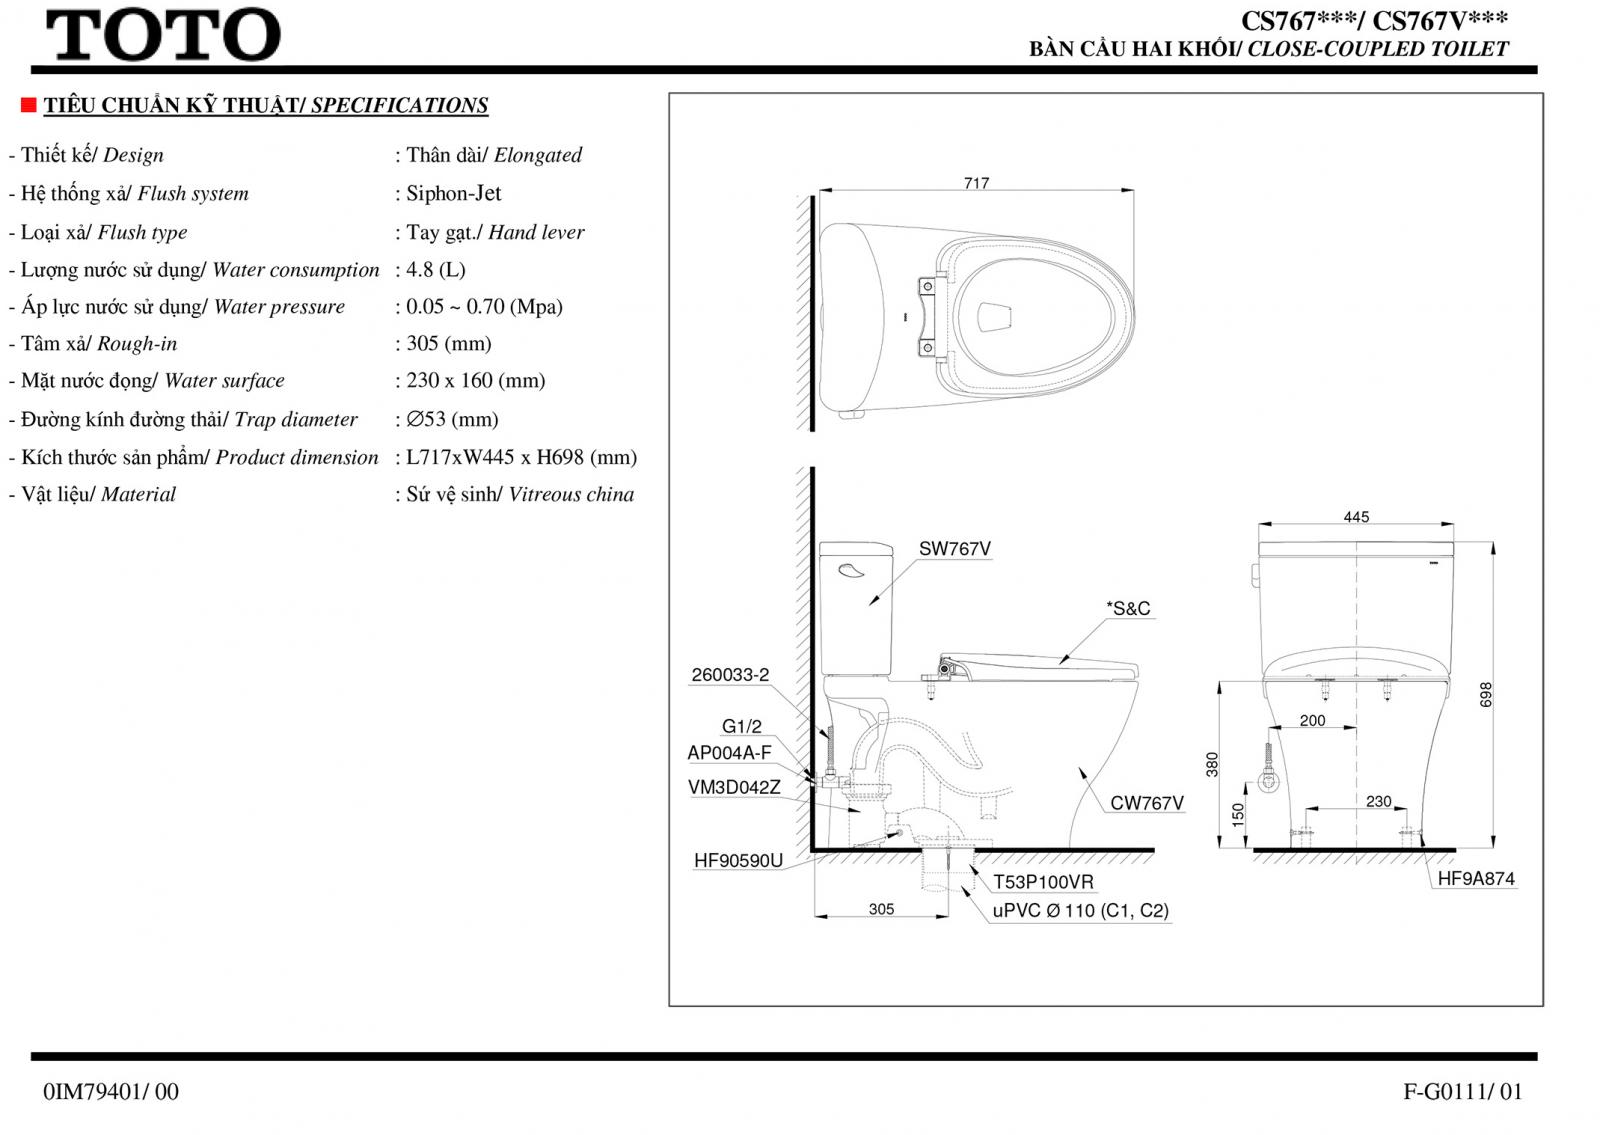 TOTO
CS767***/ CS767V***
BÀN CẦU HAI KHỐI/ CLOSE-COUPLED TOILET
TIÊU CHUẨN KỸ THUẬT/ SPECIFICATIONS
- Thiết kế/ Design : Thân dài/ Elongated
- Hệ thống xả/ Flush system : Siphon-Jet
- Loại xả/ Flush type : Tay gạt./ Hand lever
- Lượng nước sử dụng/ Water consumption : 4.8 (L)
- Áp lực nước sử dụng/ Water pressure : 0.05 ~ 0.70 (Mpa)
- Tâm xả/ Rough-in : 305 (mm)
- Mặt nước đọng/ Water surface : 230 x 160 (mm)
- Đường kính đường thải/ Trap diameter : ∅53 (mm)
- Kích thước sản phẩm/ Product dimension : L717xW445 x H698 (mm)
- Vật liệu/ Material : Sứ vệ sinh/ Vitreous china
717
SW767V
*S&C
260033-2
G1/2
AP004A-F
VM3D042Z
HF90590U
CW767V
T53P100VR
uPVC Ø 110 (C1, C2)
305
445
698
200
380
150
230
HF9A874
0IM79401/ 00
F-G0111/ 01